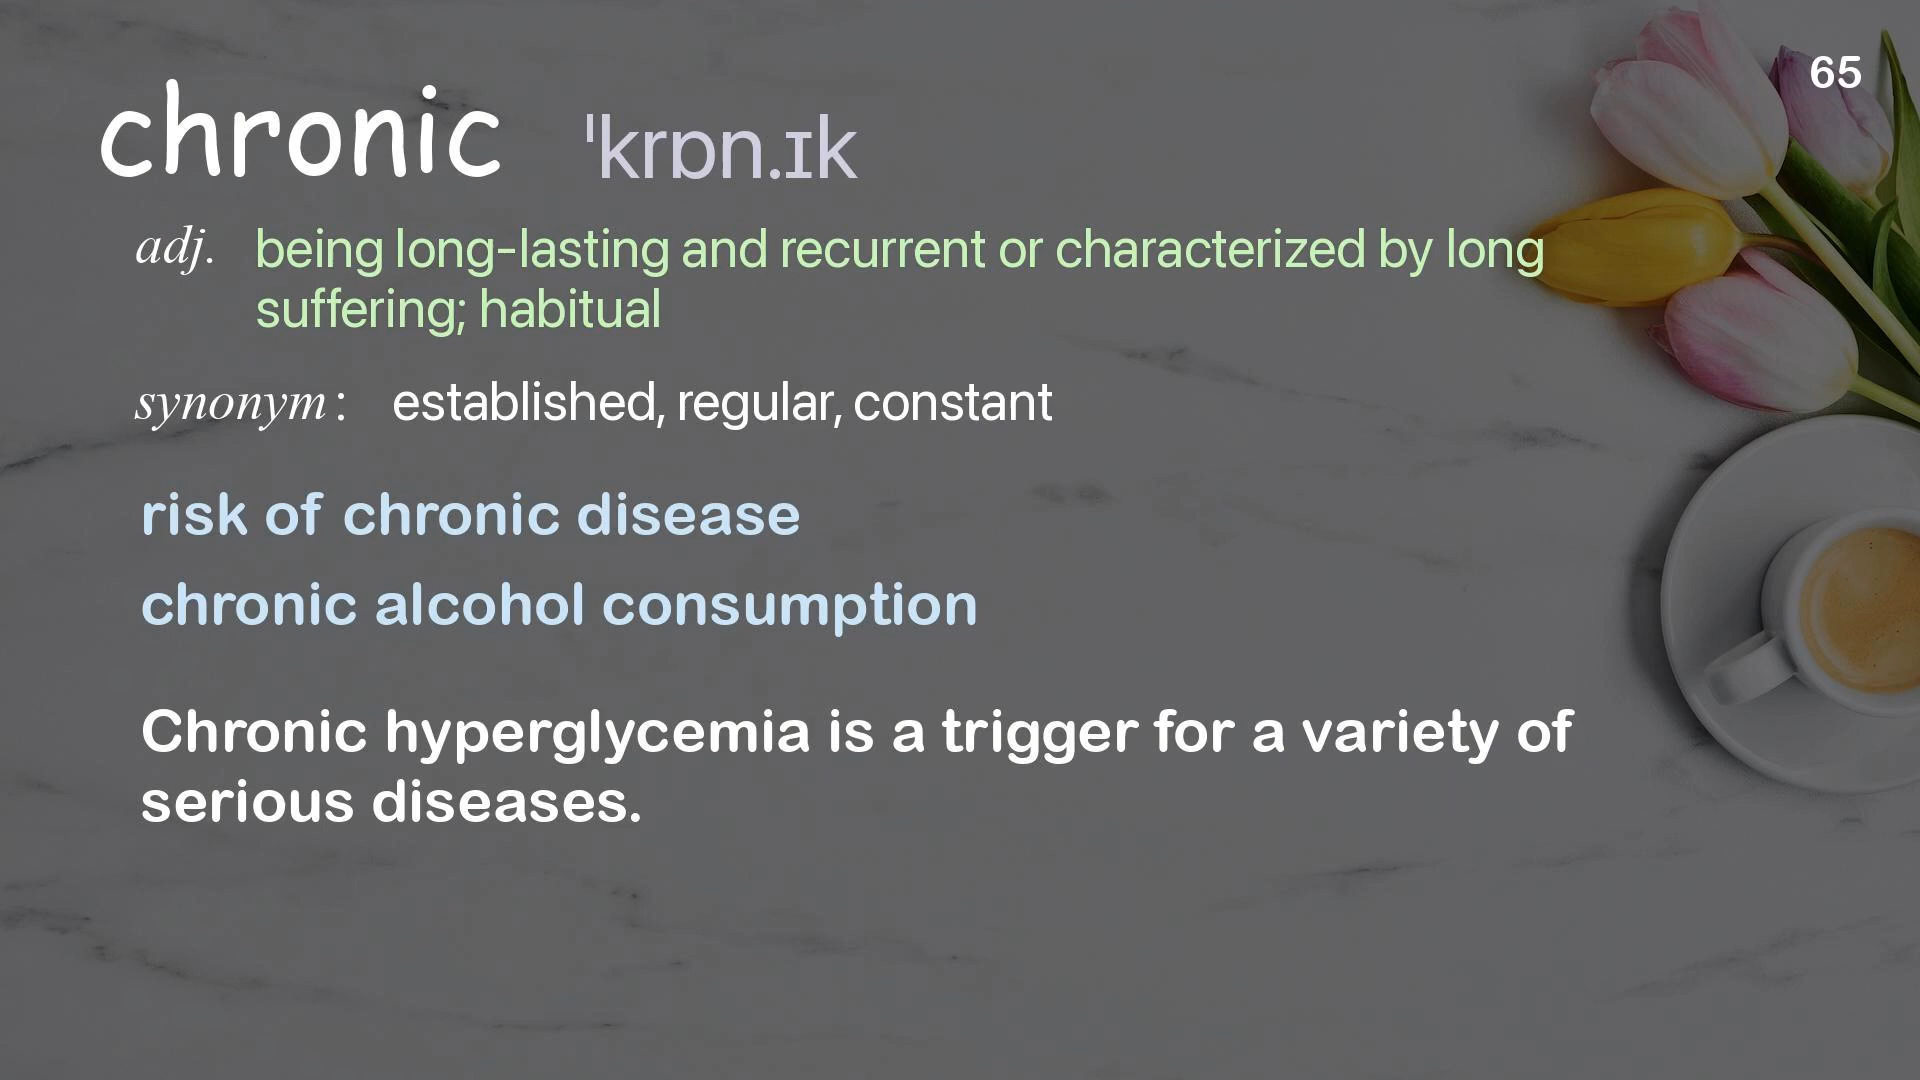 65
chronic ˈkrɒn.ɪk
adj. being long-lasting and recurrent or characterized by long
suffering; habitual
synonym : established, regular, constant
risk of chronic disease
chronic alcohol consumption
Chronic hyperglycemia is a trigger for a variety of
serious diseases.